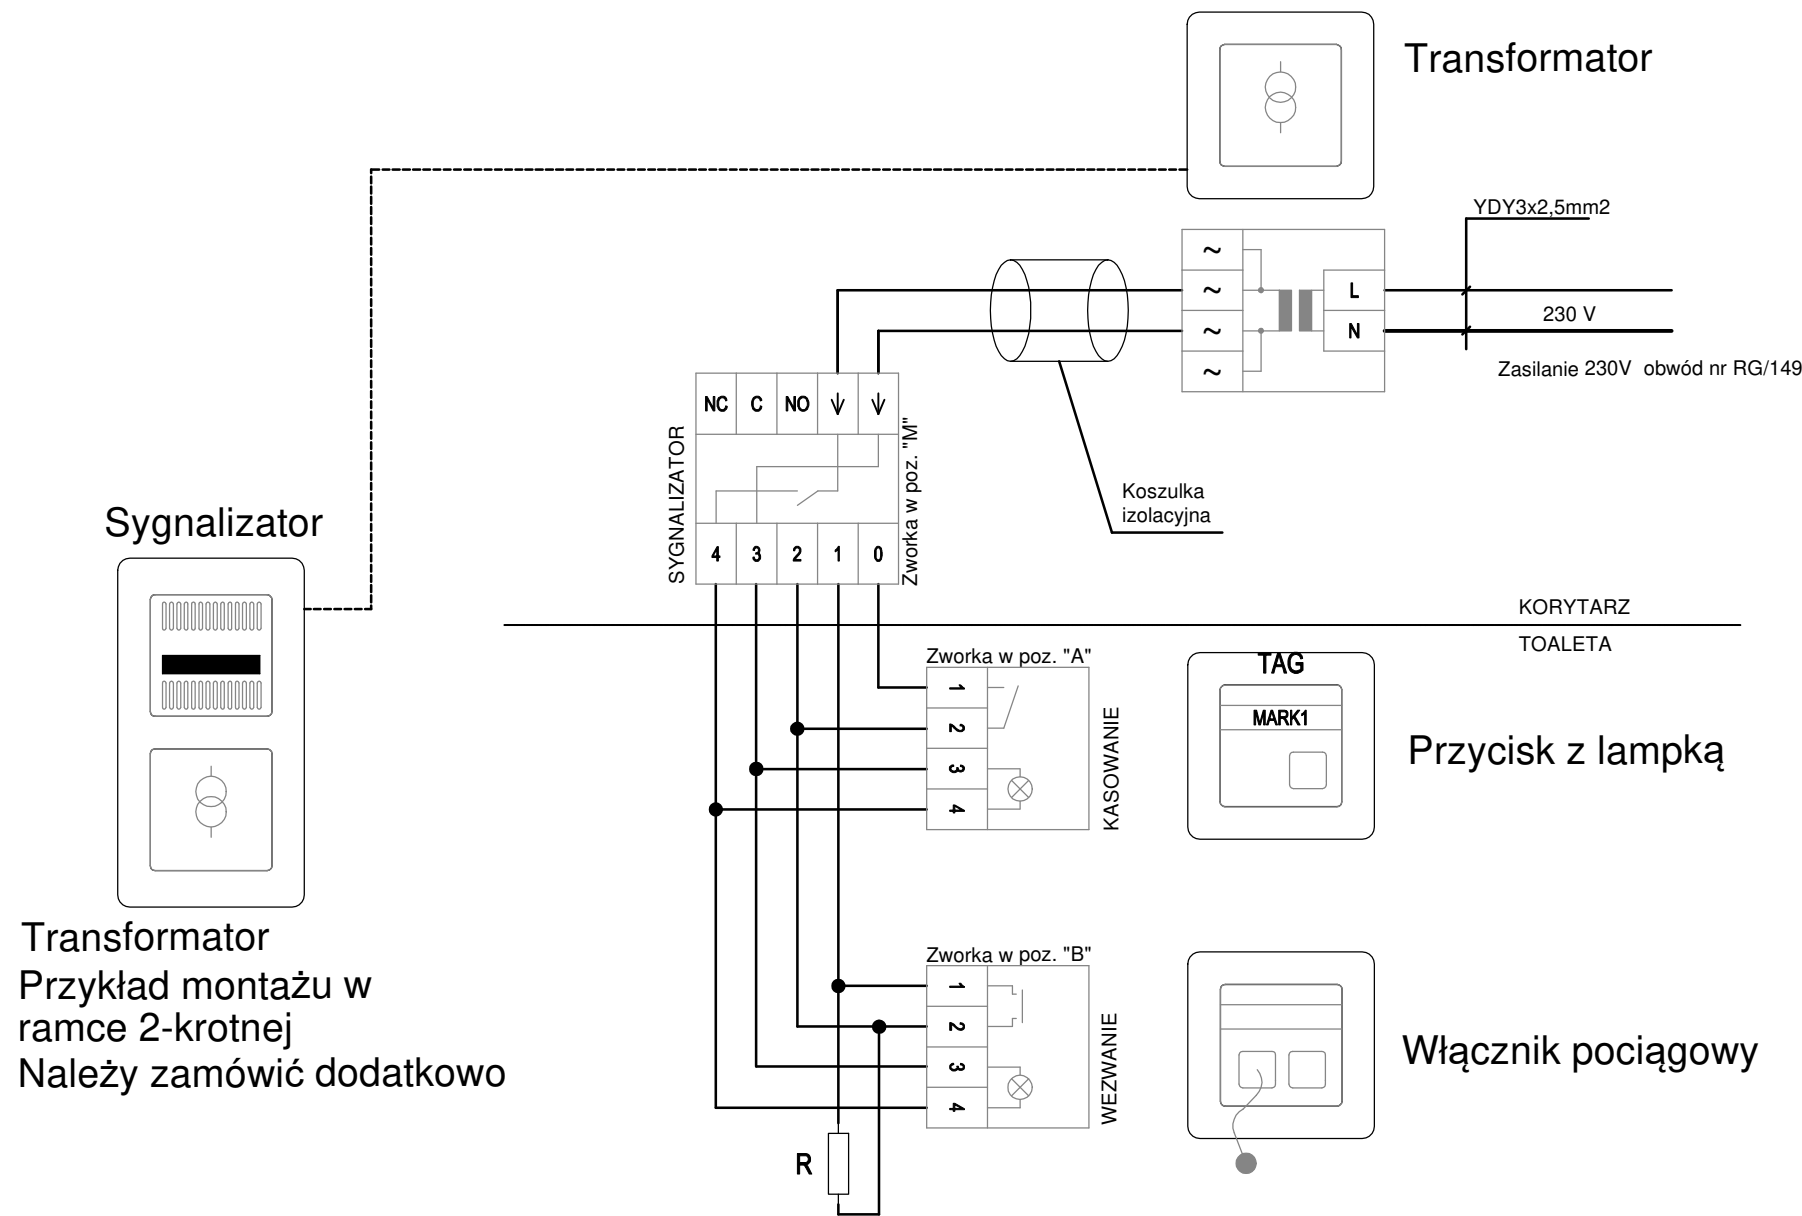 Transformator
YDY3x2,5mm2
~
~
~
~
L
N
230 V
Zasilanie 230V obwód nr RG/149
NC C NO
SYGNALIZATOR
Zworka w poz. "M"
4 3 2 1 0
Koszulka
izolacyjna
Sygnalizator
Transformator
Przykład montażu w
ramce 2-krotnej
Należy zamówić dodatkowo
KORYTARZ
TOALETA
Zworka w poz. "A"
1
2
3
4
KASOWANIE
TAG
MARK1
Przycisk z lampką
Zworka w poz. "B"
1
2
3
4
WEZWANIE
Włącznik pociągowy
R